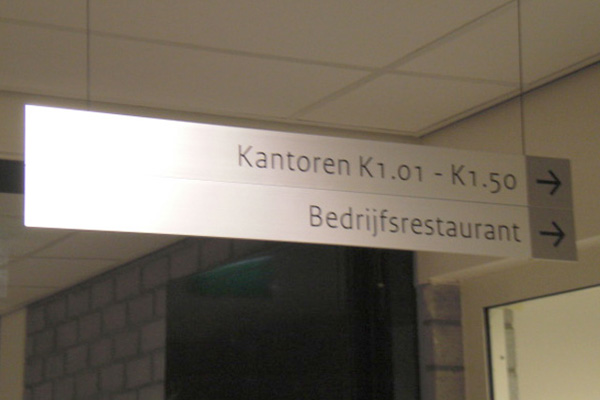 Kantoren K1.01 - K1.50 →
Bedrijfsrestaurant →